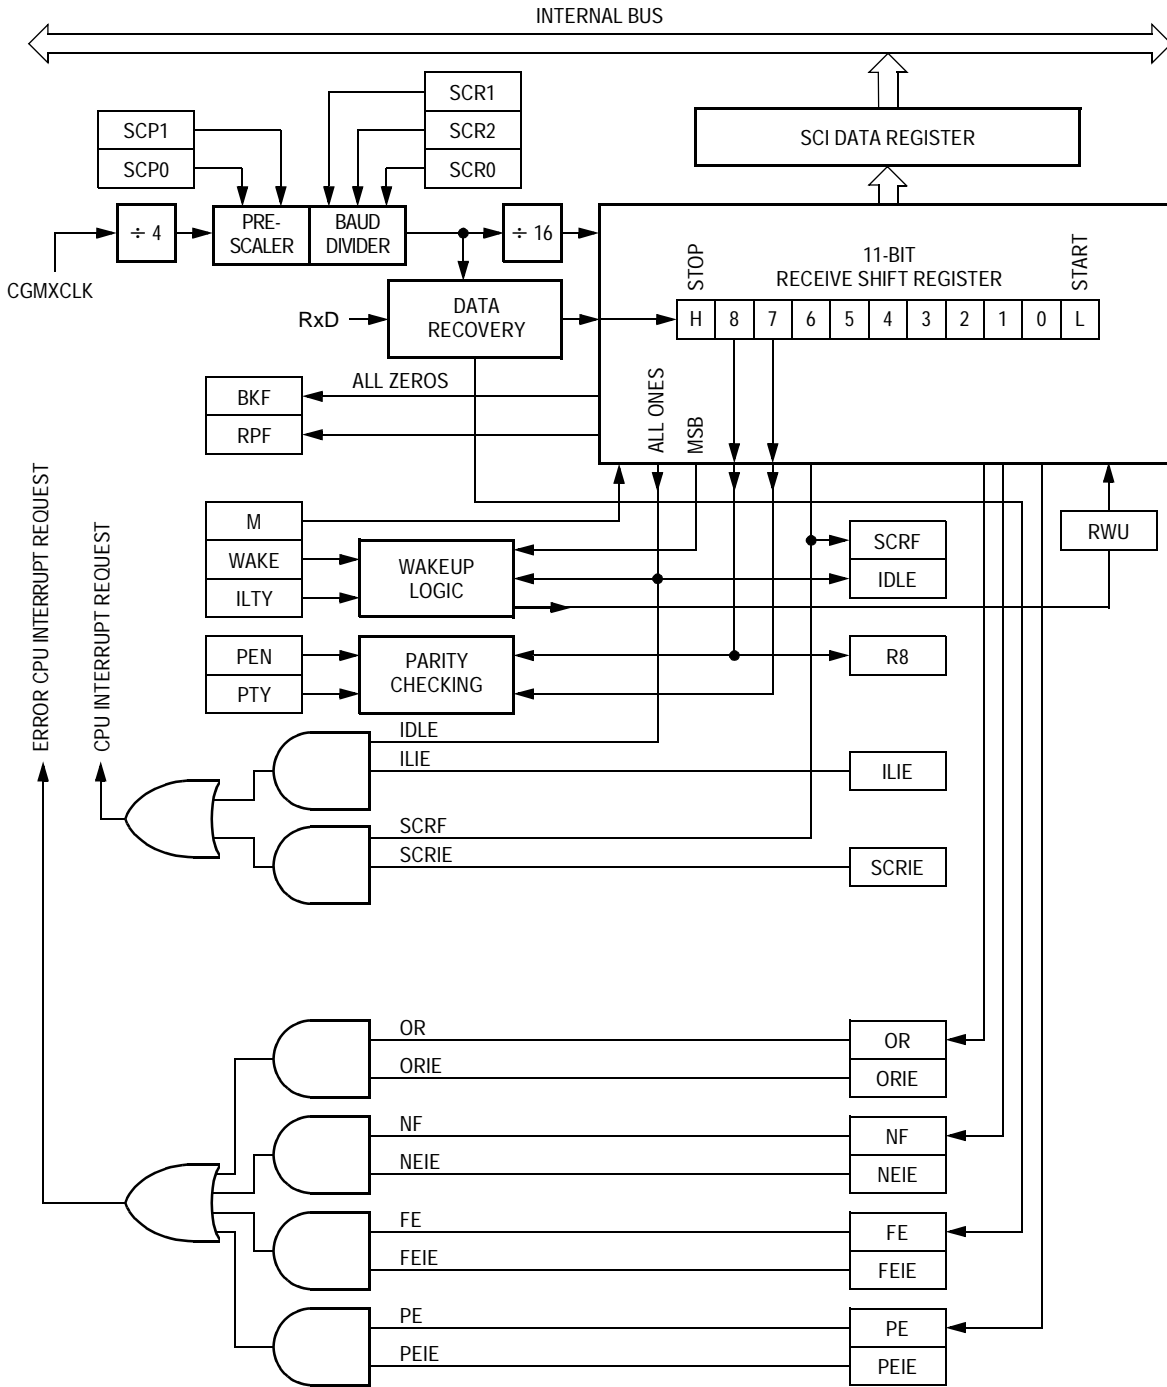 INTERNAL BUS
SCR1
SCR2
SCR0
SCP1
SCP0
SCI DATA REGISTER
÷ 4
PRE-
SCALER
BAUD
DIVIDER
÷ 16
CGMXCLK
RxD
DATA
RECOVERY
STOP
11-BIT
RECEIVE SHIFT REGISTER
START
H 8 7 6 5 4 3 2 1 0 L
ALL ZEROS
BKF
RPF
ALL ONES
MSB
M
WAKE
ILTY
WAKEUP
LOGIC
SCRF
IDLE
RWU
PEN
PTY
PARITY
CHECKING
R8
ERROR CPU INTERRUPT REQUEST
CPU INTERRUPT REQUEST
IDLE
ILIE
ILIE
SCRF
SCRIE
SCRIE
OR
ORIE
OR
ORIE
NF
NEIE
NF
NEIE
FE
FEIE
FE
FEIE
PE
PEIE
PE
PEIE